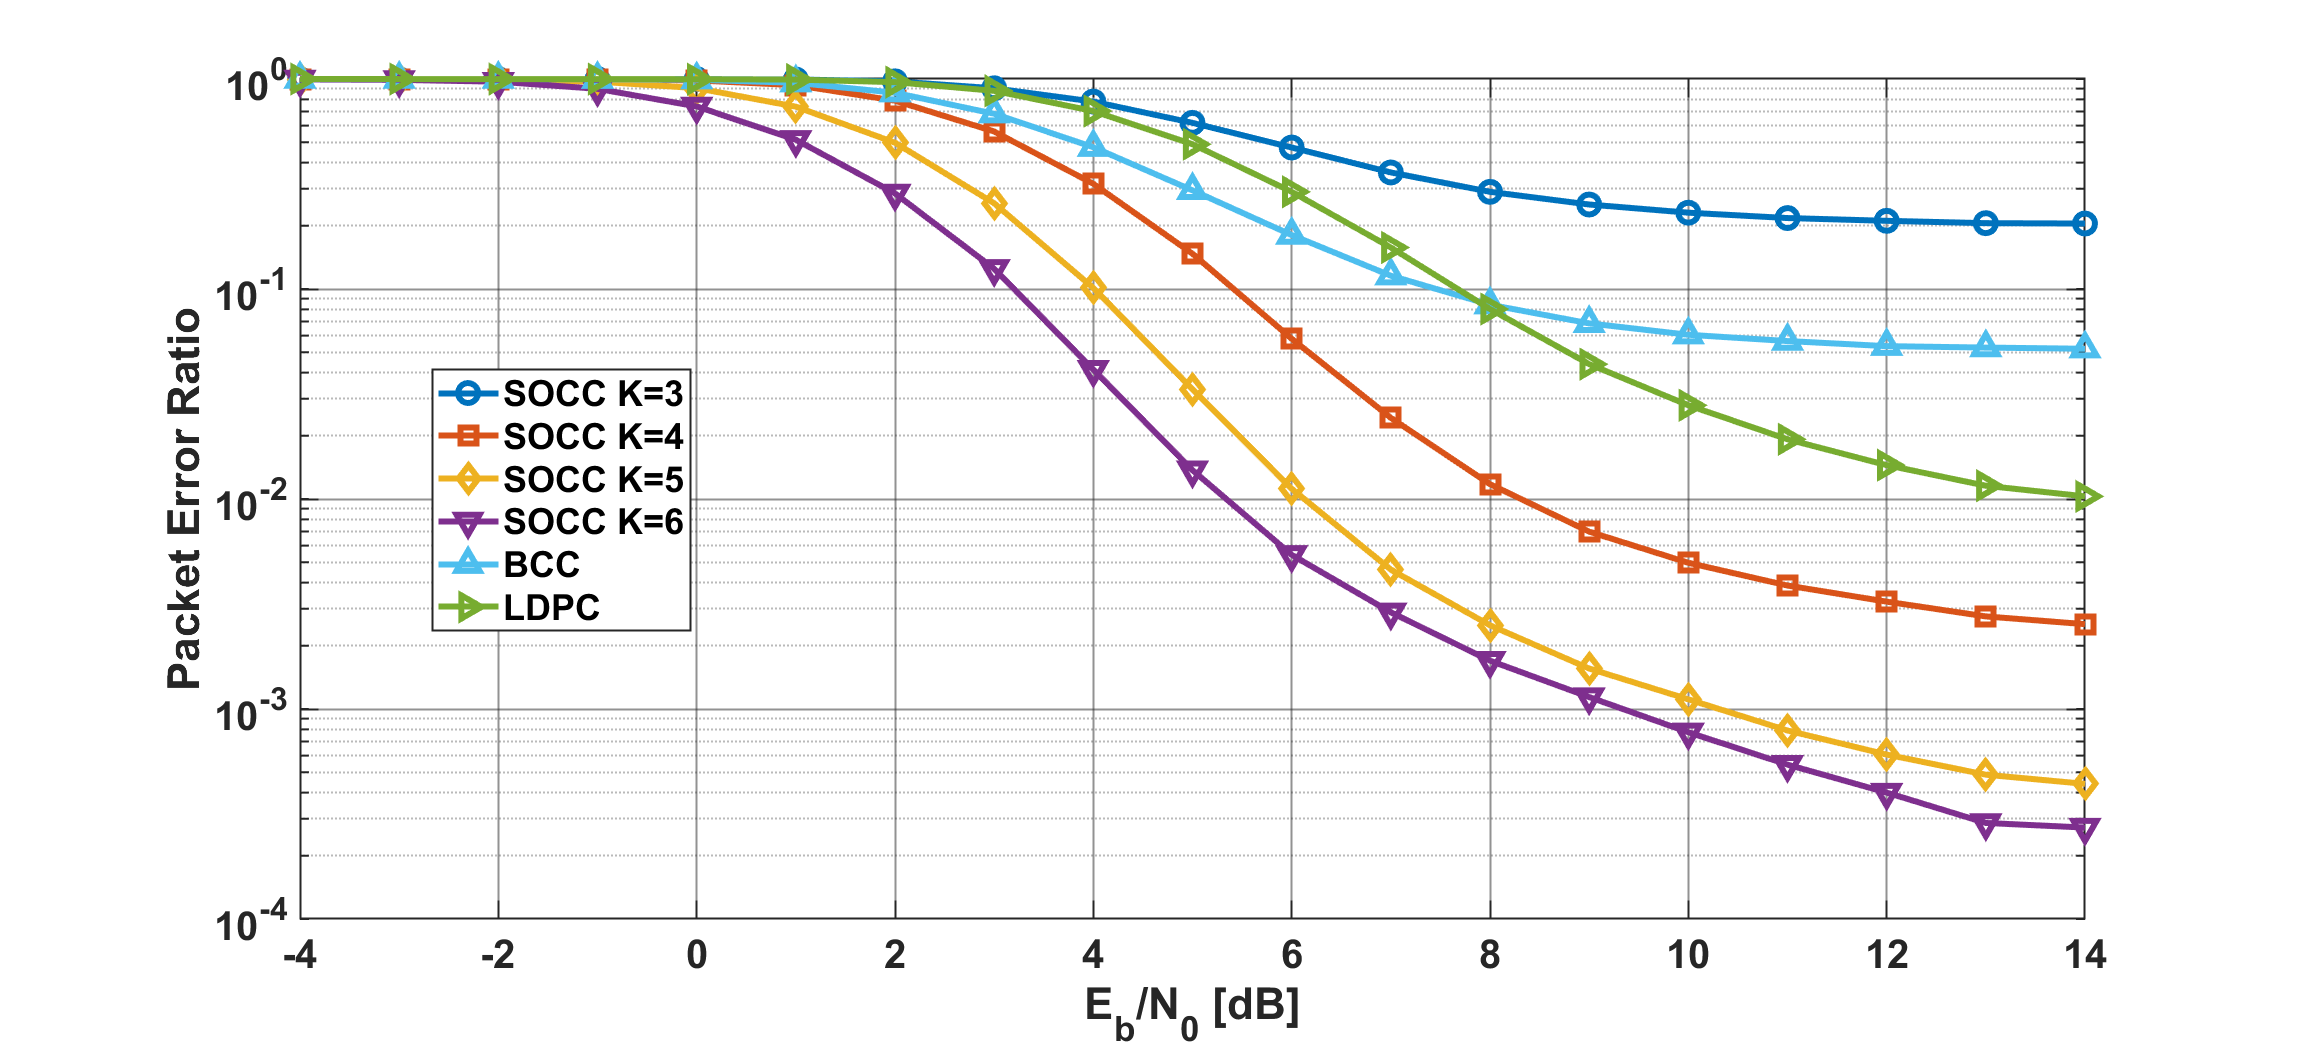 10^0
10^-1
10^-2
10^-3
10^-4
Packet Error Ratio
SOCC K=3
SOCC K=4
SOCC K=5
SOCC K=6
BCC
LDPC
-4 -2 0 2 4 6 8 10 12 14
E_b/N_0 [dB]